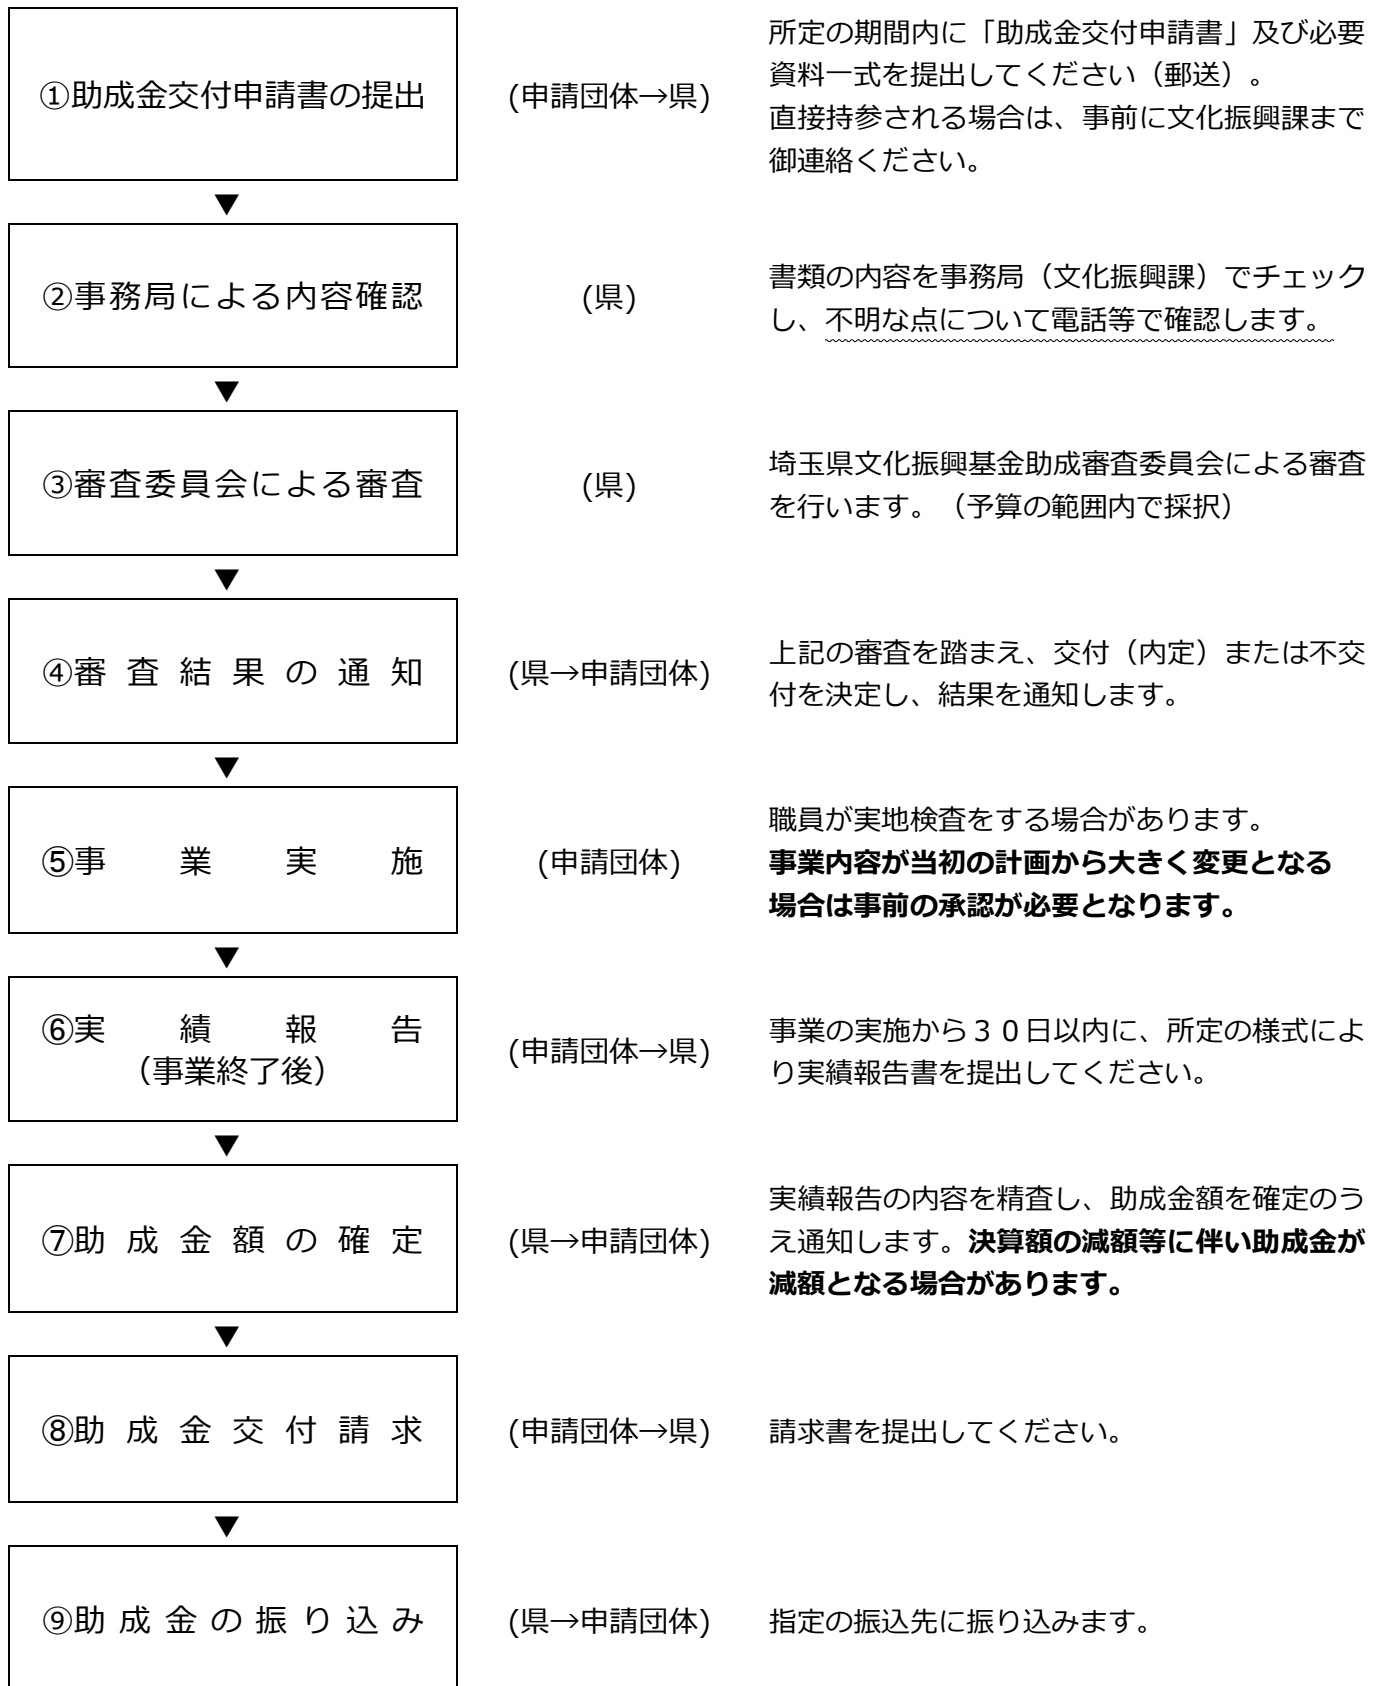 ①助成金交付申請書の提出
(申請団体→県)
所定の期間内に「助成金交付申請書」及び必要
資料一式を提出してください（郵送）。
直接持参される場合は、事前に文化振興課まで
御連絡ください。
▼
②事務局による内容確認
(県)
書類の内容を事務局（文化振興課）でチェック
し、不明な点について電話等で確認します。
▼
③審査委員会による審査
(県)
埼玉県文化振興基金助成審査委員会による審査
を行います。（予算の範囲内で採択）
▼
④審査結果の通知
(県→申請団体)
上記の審査を踏まえ、交付（内定）または不交
付を決定し、結果を通知します。
▼
⑤事業実施
(申請団体)
職員が実地検査をする場合があります。
事業内容が当初の計画から大きく変更となる
場合は事前の承認が必要となります。
▼
⑥実績報告
（事業終了後）
(申請団体→県)
事業の実施から３０日以内に、所定の様式によ
り実績報告書を提出してください。
▼
⑦助成金額の確定
(県→申請団体)
実績報告の内容を精査し、助成金額を確定のう
え通知します。決算額の減額等に伴い助成金が
減額となる場合があります。
▼
⑧助成金交付請求
(申請団体→県)
請求書を提出してください。
▼
⑨助成金の振り込み
(県→申請団体)
指定の振込先に振り込みます。